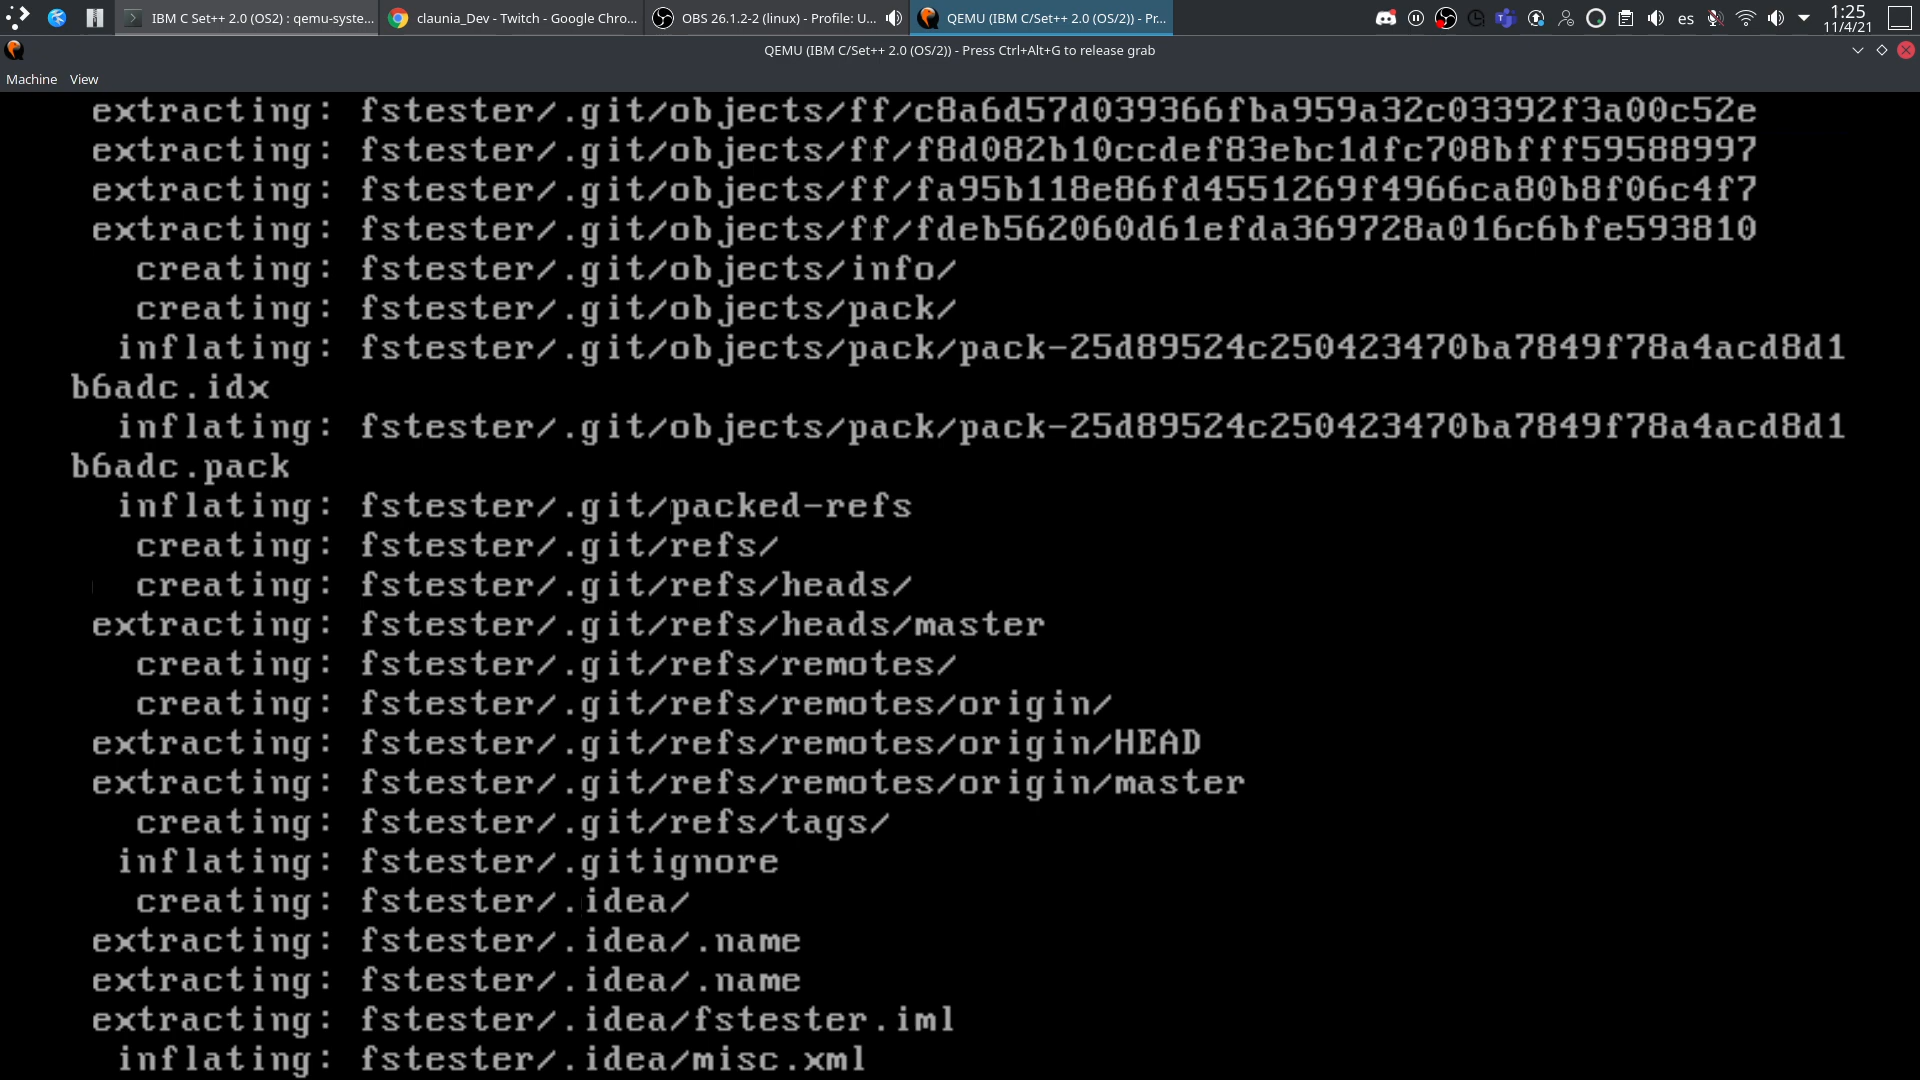 IBM C Set++ 2.0 (OS2) : qemu-syste...
claunia_Dev - Twitch - Google Chro...
OBS 26.1.2-2 (linux) - Profile: U...
QEMU (IBM C/Set++ 2.0 (OS/2)) - Pr...
es
1:25
11/4/21
QEMU (IBM C/Set++ 2.0 (OS/2)) - Press Ctrl+Alt+G to release grab
Machine View
extracting: fstester/.git/objects/ff/c8a6d57d039366fba959a32c03392f3a00c52e
extracting: fstester/.git/objects/ff/f8d082b10ccdef83ebc1dfc708bfff59588997
extracting: fstester/.git/objects/ff/fa95b118e86fd4551269f4966ca80b8f06c4f7
extracting: fstester/.git/objects/ff/fdeb562060d61efda369728a016c6bfe593810
creating: fstester/.git/objects/info/
creating: fstester/.git/objects/pack/
inflating: fstester/.git/objects/pack/pack-25d89524c250423470ba7849f78a4acd8d1
b6adc.idx
inflating: fstester/.git/objects/pack/pack-25d89524c250423470ba7849f78a4acd8d1
b6adc.pack
inflating: fstester/.git/packed-refs
creating: fstester/.git/refs/
creating: fstester/.git/refs/heads/
extracting: fstester/.git/refs/heads/master
creating: fstester/.git/refs/remotes/
creating: fstester/.git/refs/remotes/origin/
extracting: fstester/.git/refs/remotes/origin/HEAD
extracting: fstester/.git/refs/remotes/origin/master
creating: fstester/.git/refs/tags/
inflating: fstester/.gitignore
creating: fstester/.idea/
extracting: fstester/.idea/.name
extracting: fstester/.idea/.name
extracting: fstester/.idea/fstester.iml
inflating: fstester/.idea/misc.xml